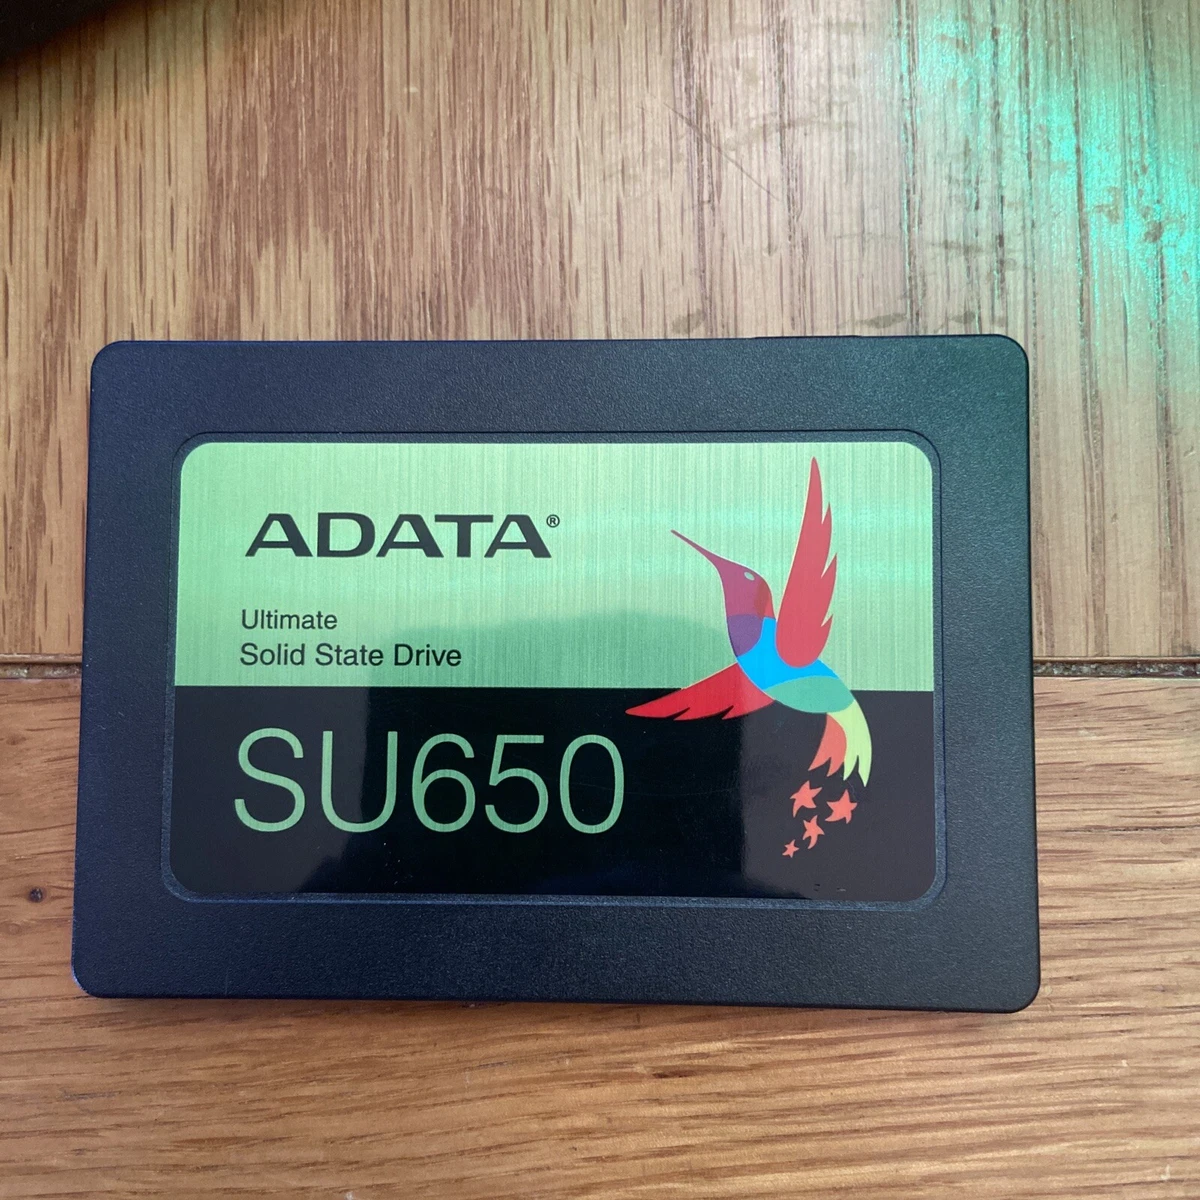 ADATA®
Ultimate
Solid State Drive
SU650